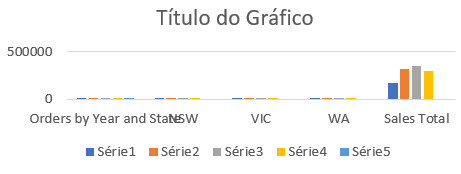 Título do Gráfico
500000
0
Orders by Year and State NSW VIC WA Sales Total
Série1 Série2 Série3 Série4 Série5